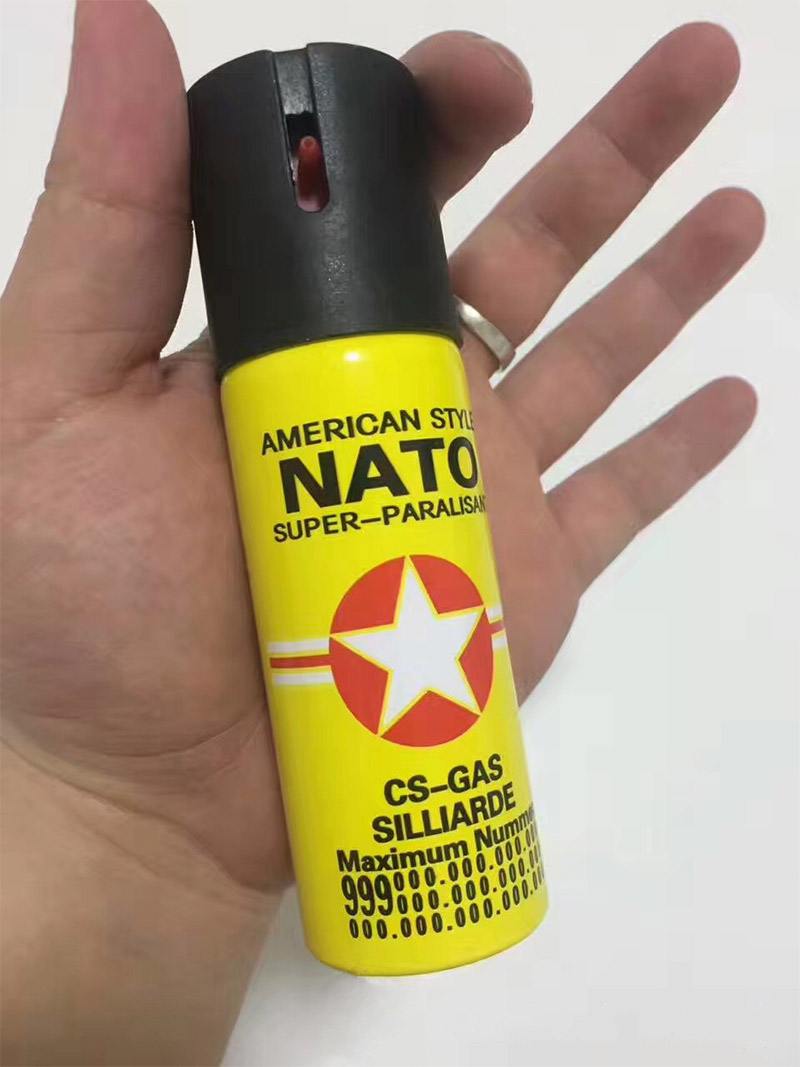 AMERICAN STYLE
NATO
SUPER-PARALISANT
CS-GAS
SILLIARDE
Maximum Nummer
999000.000.000.000
000.000.000.000
000.000.000.000.000